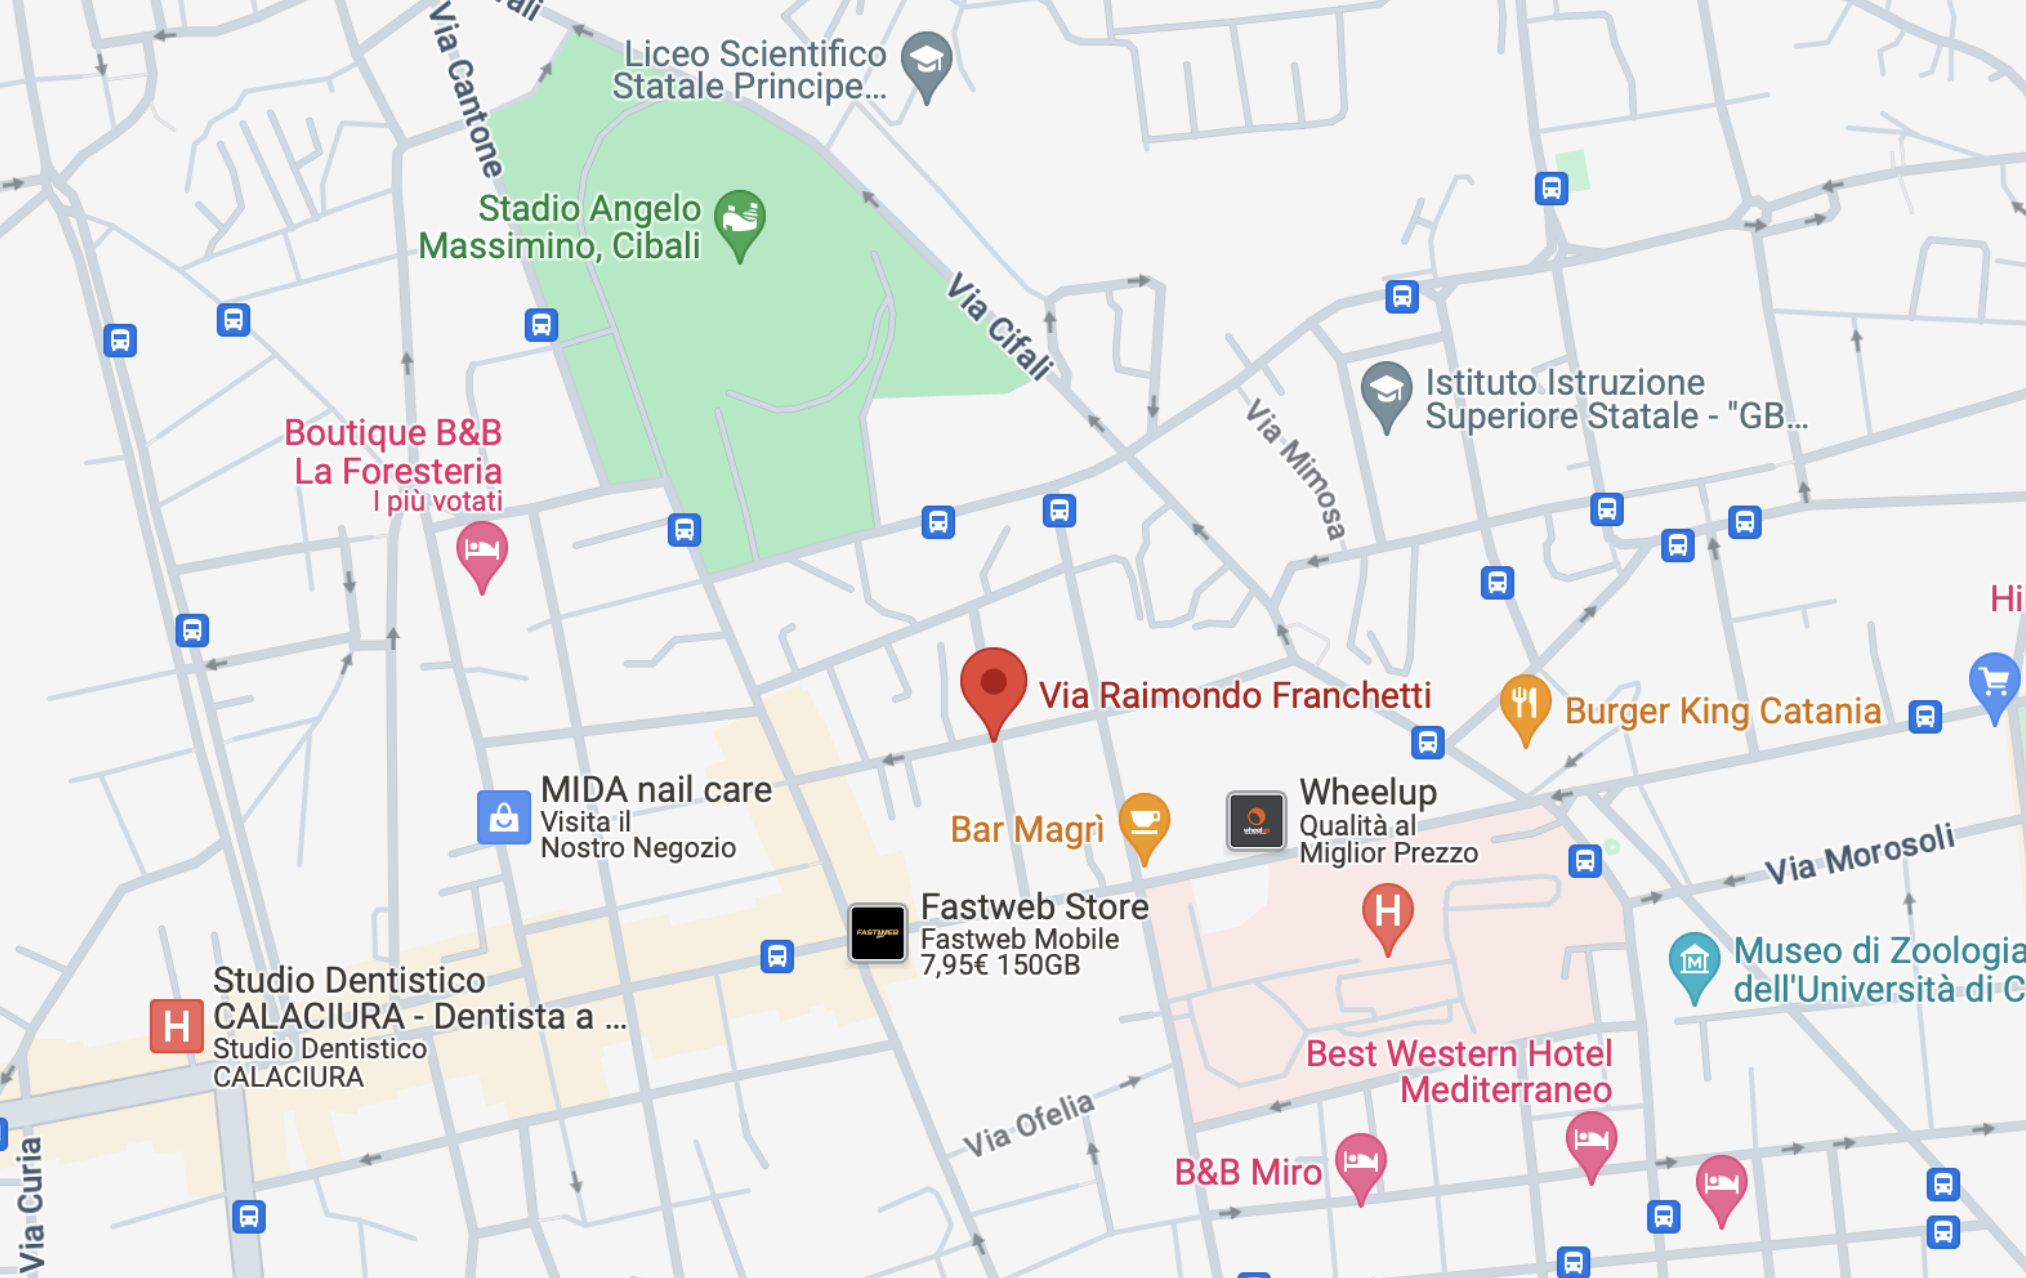 fali
Via Cantone
Liceo Scientifico
Statale Principe...
Stadio Angelo
Massimino, Cibali
Via Cifali
Boutique B&B
La Foresteria
I più votati
Istituto Istruzione
Superiore Statale - "GB...
Via Mimosa
Hi
Via Raimondo Franchetti
Burger King Catania
MIDA nail care
Visita il
Nostro Negozio
Bar Magrì
Wheelup
Qualità al
Miglior Prezzo
Via Morosoli
H
FASTWEB
Fastweb Store
Fastweb Mobile
7,95€ 150GB
M
Museo di Zoologia
dell'Università di C
H
Studio Dentistico
CALACIURA - Dentista a ...
Studio Dentistico
CALACIURA
Best Western Hotel
Mediterraneo
Via Ofelia
B&B Miro
Via Curia